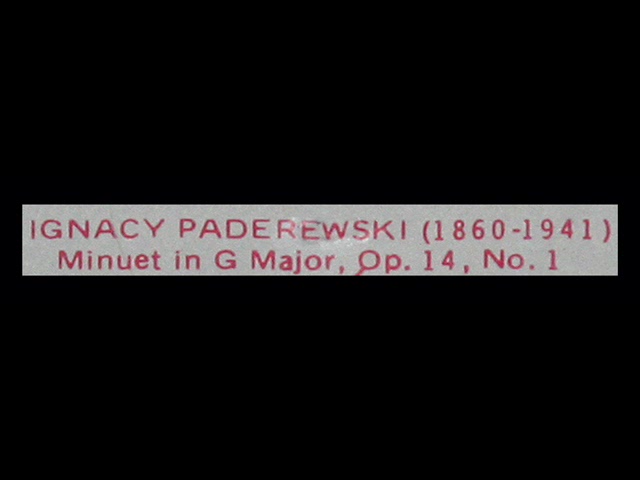 IGNACY PADEREWSKI (1860-1941)
Minuet in G Major, Op. 14, No. 1